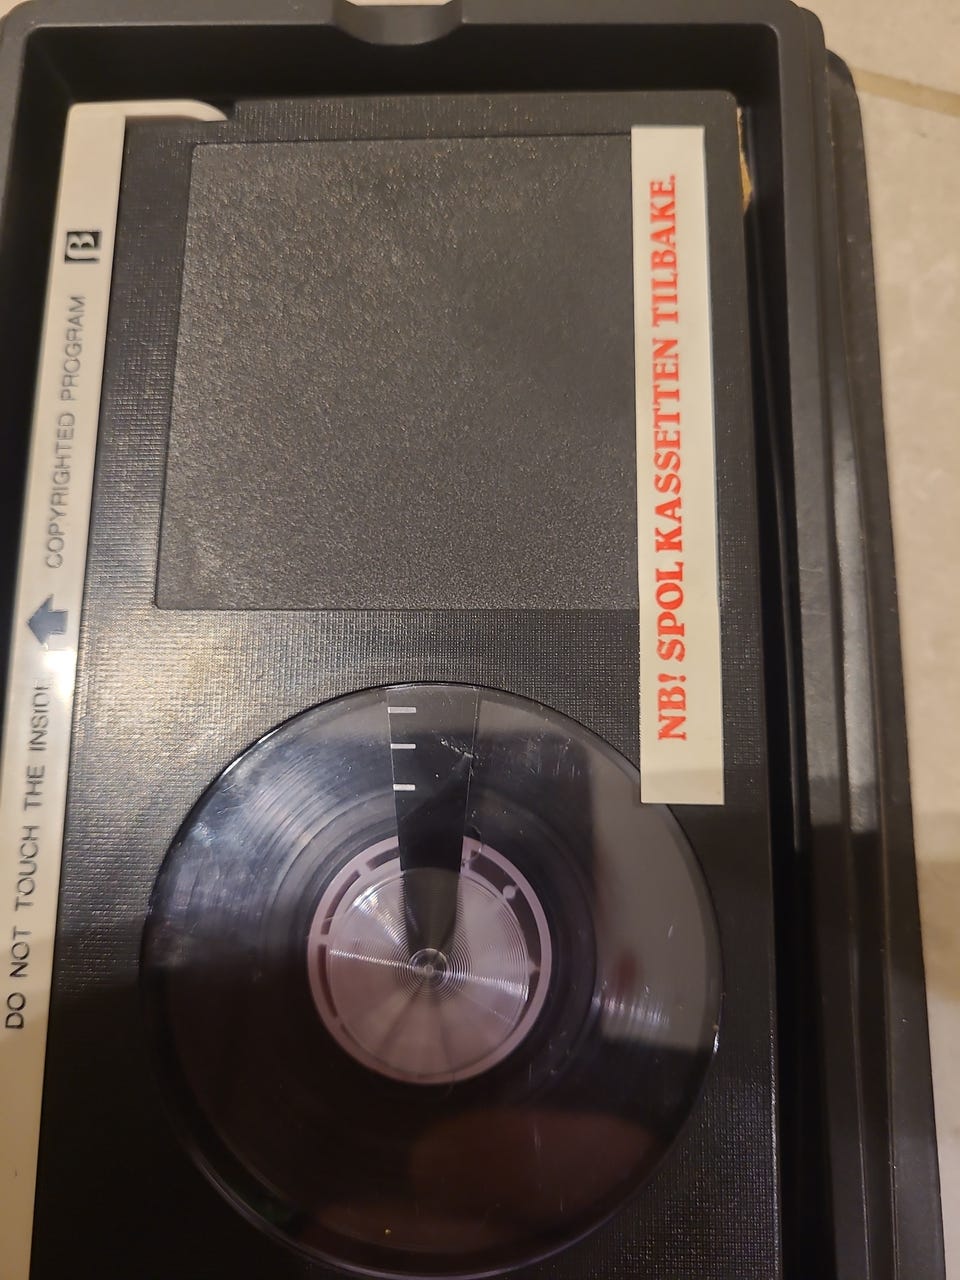 DO NOT TOUCH THE INSIDE COPYRIGHTED PROGRAM β
NB! SPOL KASSETTEN TILBAKE.